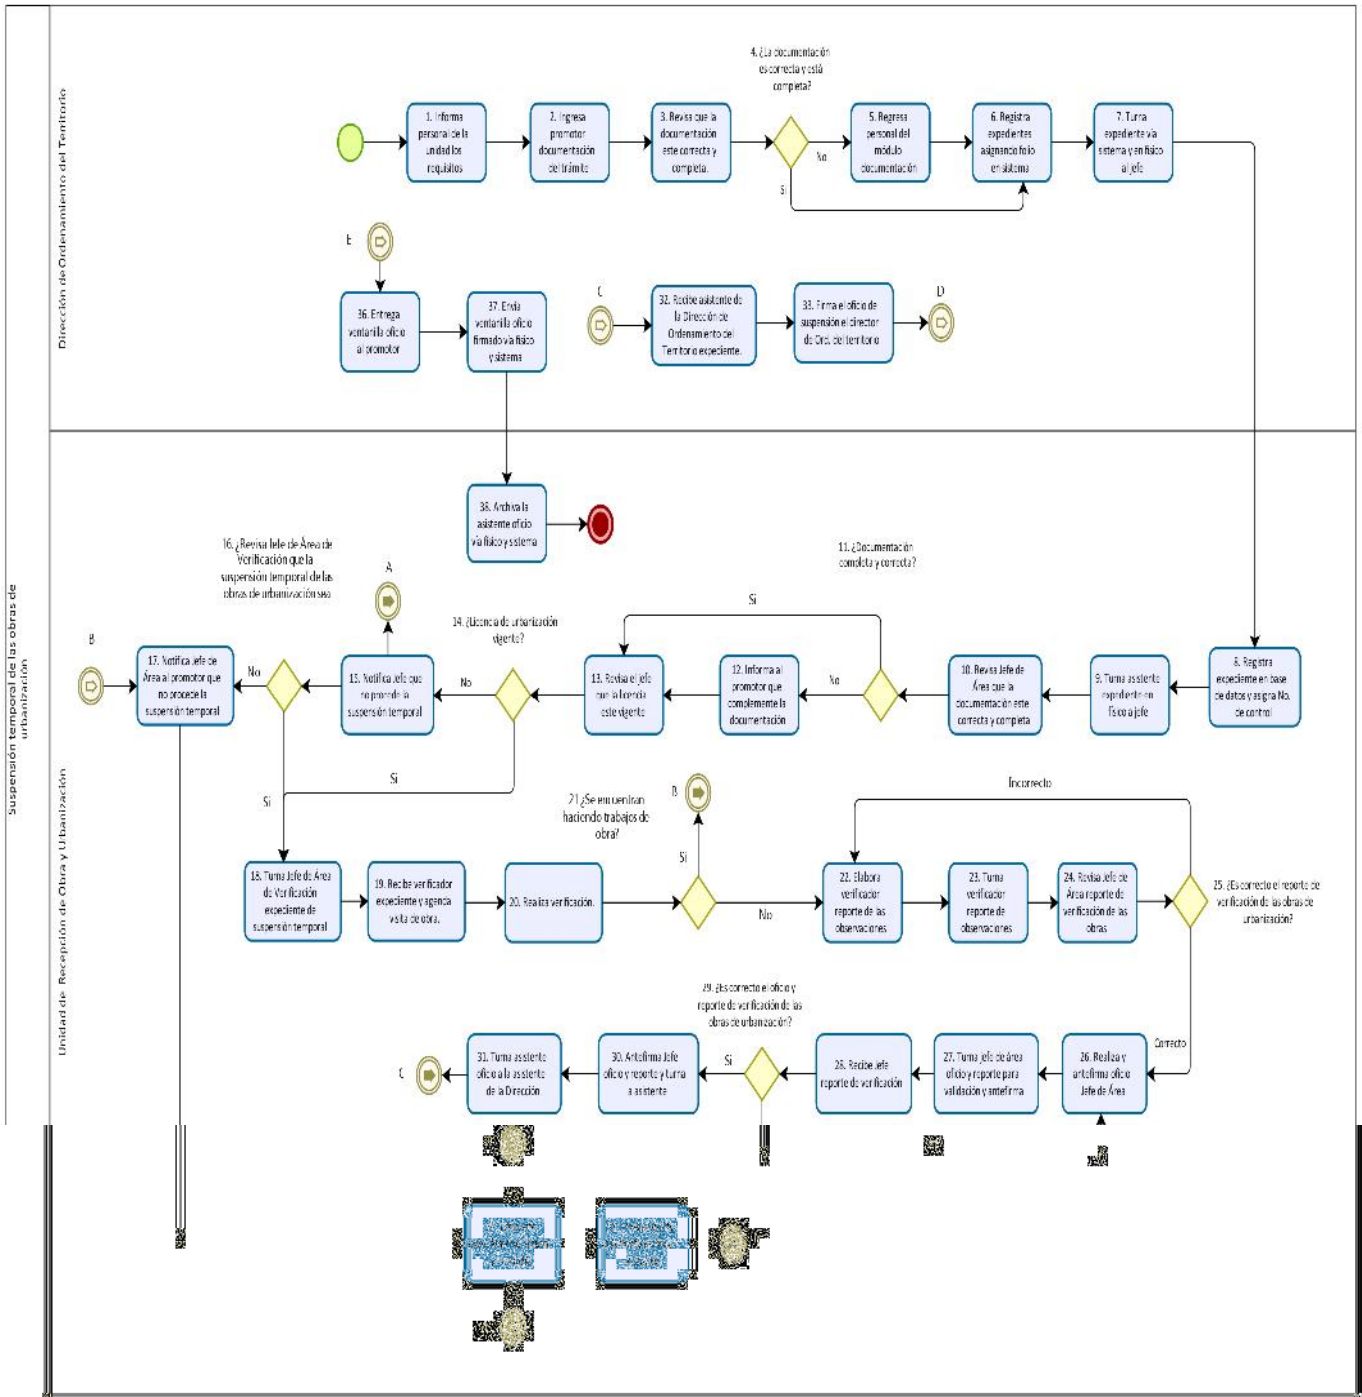 Suspensión temporal de las obras de
urbanización
Dirección de Ordenamiento del Territorio
4. ¿La documentación
es correcta y está
completa?
1. Informa
personal de la
unidad los
requisitos
2. Ingresa
promotor
documentación
del trámite
3. Revisa que la
documentación
este correcta y
completa.
No
Si
5. Regresa
personal del
módulo
documentación
6. Registra
expedientes
asignando folio
en sistema
7. Turna
expediente vía
sistema y en físico
al jefe
E
36. Entrega
ventanilla oficio
al promotor
37. Envia
ventanilla oficio
firmado vía físico
y sistema
C
32. Recibe asistente de
la Dirección de
Ordenamiento del
Territorio expediente.
33. Firma el oficio de
suspensión el director
de Ord. del territorio
D
Unidad de Recepción de Obra y Urbanización
38. Archiva la
asistente oficio
vía físico y sistema
16. ¿Revisa Jefe de Área de
Verificación que la
suspensión temporal de las
obras de urbanización sea
A
14. ¿Licencia de urbanización
vigente?
11. ¿Documentación
completa y correcta?
Si
B
17. Notifica Jefe de
Área al promotor que
no procede la
suspensión temporal
No
15. Notifica Jefe que
no procede la
suspensión temporal
No
13. Revisa el jefe
que la licencia
este vigente
12. Informa al
promotor que
complemente la
documentación
No
10. Revisa Jefe de
Área que la
documentación este
correcta y completa
9. Turna asistente
expediente en
físico a jefe
8. Registra
expediente en base
de datos y asigna No.
de control
Si
Si
21 ¿Se encuentran
haciendo trabajos de
obra?
B
Si
Incorrecto
18. Turna Jefe de Área
de Verificación
expediente de
suspensión temporal
19. Recibe verificador
expediente y agenda
visita de obra.
20. Realiza verificación.
No
22. Elabora
verificador
reporte de las
observaciones
23. Turna
verificador
reporte de
observaciones
24. Revisa Jefe de
Área reporte de
verificación de las
obras
25. ¿Es correcto el reporte de
verificación de las obras de
urbanización?
29. ¿Es correcto el oficio y
reporte de verificación de las
obras de urbanización?
Correcto
C
31. Turna asistente
oficio a la asistente
de la Dirección
30. Antefirma Jefe
oficio y reporte y turna
a asistente
Si
28. Recibe Jefe
reporte de verificación
27. Turna jefe de área
oficio y reporte para
validación y antefirma
26. Realiza y
antefirma oficio
Jefe de Área